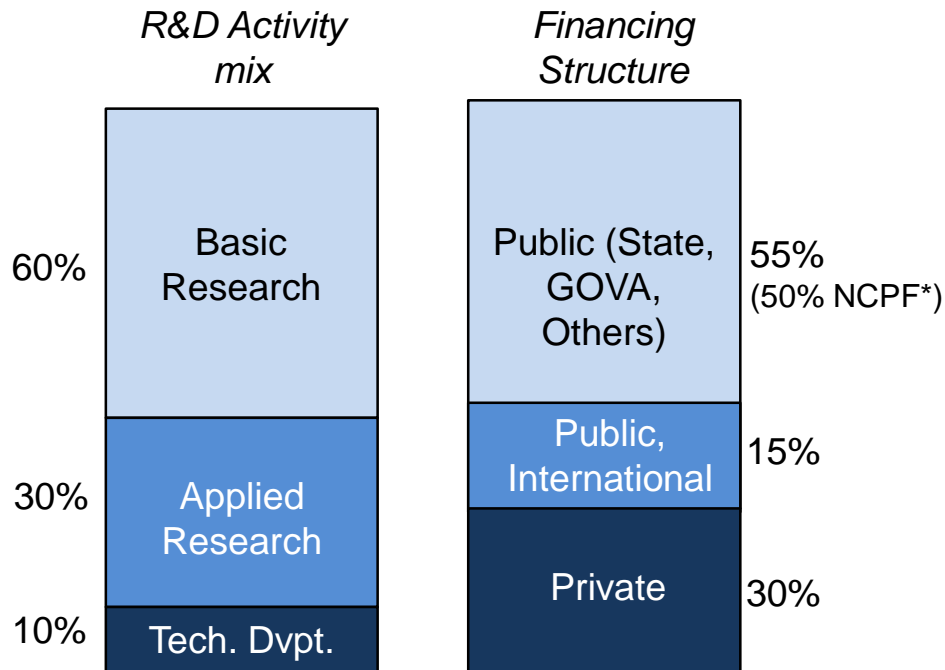 R&D Activity
mix
60%
Basic
Research
30%
Applied
Research
10%
Tech. Dvpt.
Financing
Structure
Public (State,
GOVA,
Others)
55%
(50% NCPF*)
Public,
International
15%
Private
30%